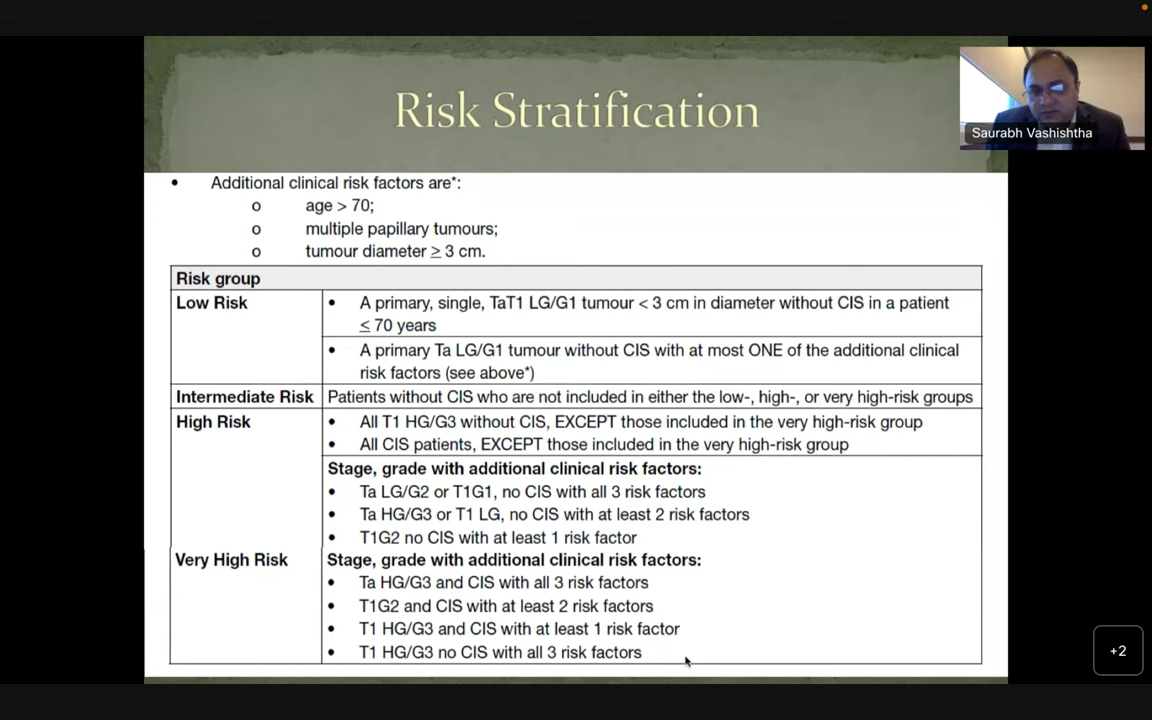 Risk Stratification
Saurabh Vashishtha
• Additional clinical risk factors are*:
o age > 70;
o multiple papillary tumours;
o tumour diameter ≥ 3 cm.
Risk group
Low Risk
• A primary, single, TaT1 LG/G1 tumour < 3 cm in diameter without CIS in a patient
≤ 70 years
• A primary Ta LG/G1 tumour without CIS with at most ONE of the additional clinical
risk factors (see above*)
Intermediate Risk Patients without CIS who are not included in either the low-, high-, or very high-risk groups
High Risk
• All T1 HG/G3 without CIS, EXCEPT those included in the very high-risk group
• All CIS patients, EXCEPT those included in the very high-risk group
Stage, grade with additional clinical risk factors:
• Ta LG/G2 or T1G1, no CIS with all 3 risk factors
• Ta HG/G3 or T1 LG, no CIS with at least 2 risk factors
• T1G2 no CIS with at least 1 risk factor
Very High Risk
Stage, grade with additional clinical risk factors:
• Ta HG/G3 and CIS with all 3 risk factors
• T1G2 and CIS with at least 2 risk factors
• T1 HG/G3 and CIS with at least 1 risk factor
• T1 HG/G3 no CIS with all 3 risk factors
+2